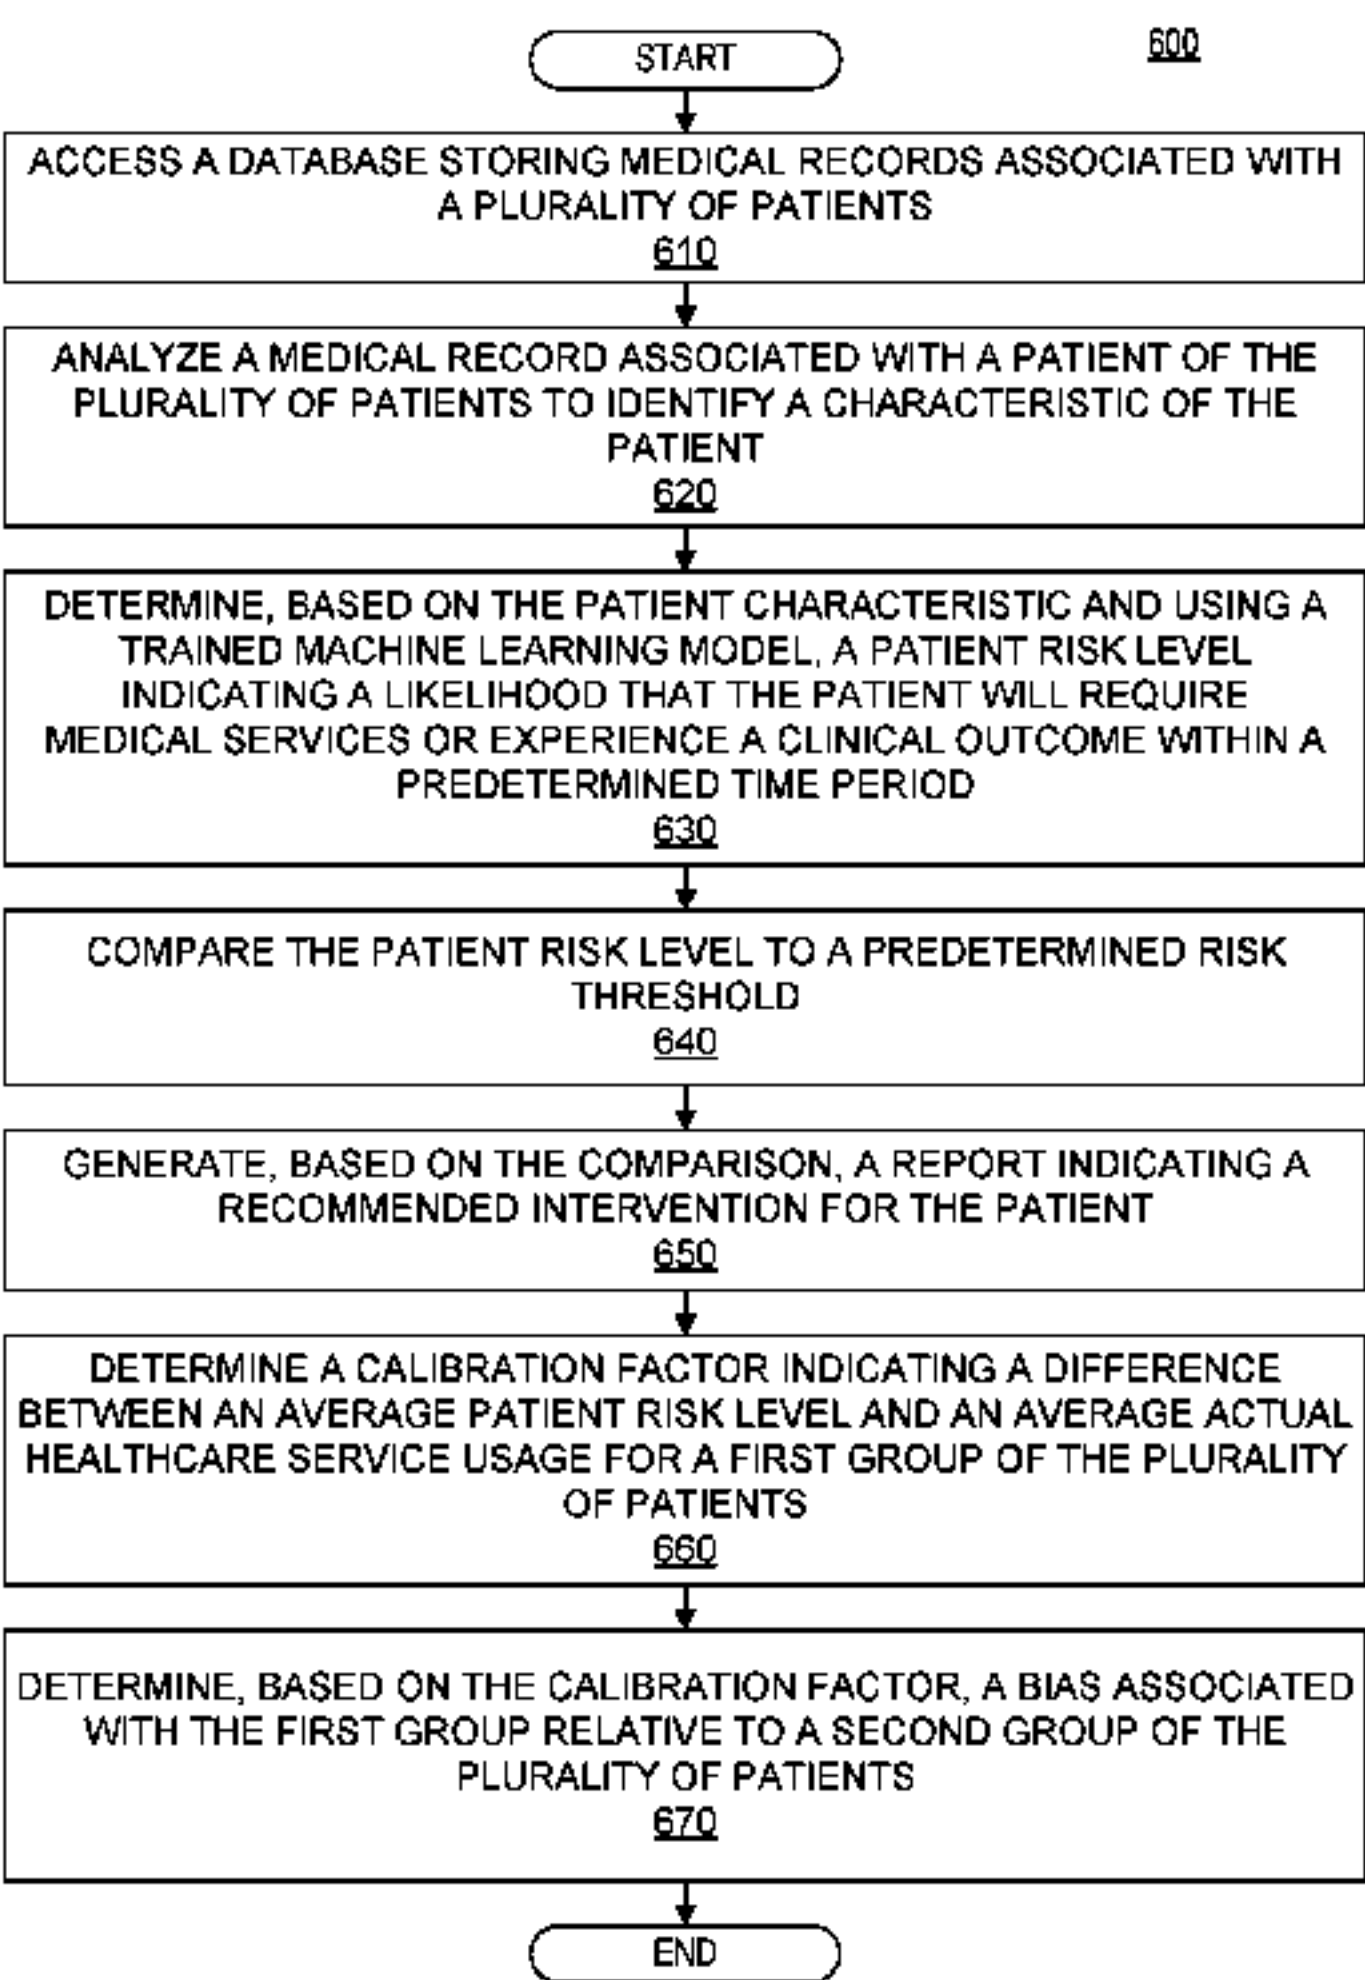 600
START
ACCESS A DATABASE STORING MEDICAL RECORDS ASSOCIATED WITH
A PLURALITY OF PATIENTS
610
ANALYZE A MEDICAL RECORD ASSOCIATED WITH A PATIENT OF THE
PLURALITY OF PATIENTS TO IDENTIFY A CHARACTERISTIC OF THE
PATIENT
620
DETERMINE, BASED ON THE PATIENT CHARACTERISTIC AND USING A
TRAINED MACHINE LEARNING MODEL, A PATIENT RISK LEVEL
INDICATING A LIKELIHOOD THAT THE PATIENT WILL REQUIRE
MEDICAL SERVICES OR EXPERIENCE A CLINICAL OUTCOME WITHIN A
PREDETERMINED TIME PERIOD
630
COMPARE THE PATIENT RISK LEVEL TO A PREDETERMINED RISK
THRESHOLD
640
GENERATE, BASED ON THE COMPARISON, A REPORT INDICATING A
RECOMMENDED INTERVENTION FOR THE PATIENT
650
DETERMINE A CALIBRATION FACTOR INDICATING A DIFFERENCE
BETWEEN AN AVERAGE PATIENT RISK LEVEL AND AN AVERAGE ACTUAL
HEALTHCARE SERVICE USAGE FOR A FIRST GROUP OF THE PLURALITY
OF PATIENTS
660
DETERMINE, BASED ON THE CALIBRATION FACTOR, A BIAS ASSOCIATED
WITH THE FIRST GROUP RELATIVE TO A SECOND GROUP OF THE
PLURALITY OF PATIENTS
670
END